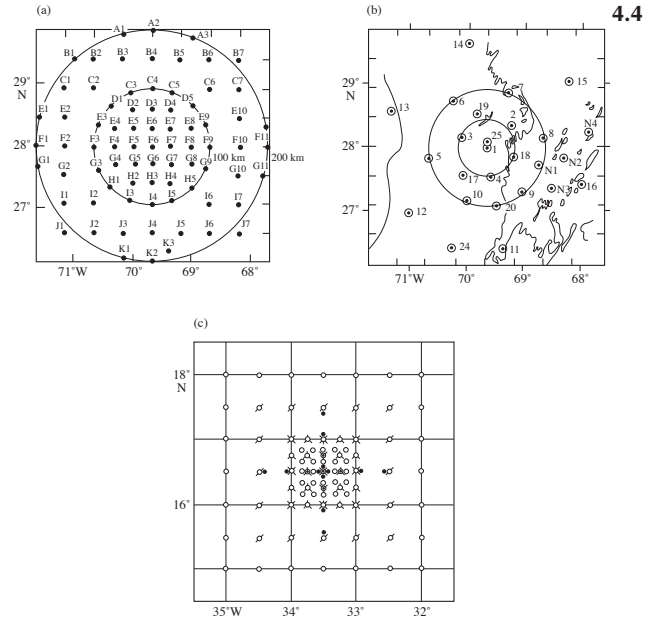 4.4
(a)
A1 A2 A3
B1 B2 B3 B4 B5 B6 B7
29°
C1 C2 C3 C4 C5 C6 C7
D1 D2 D3 D4 D5
E1 E2 E3 E4 E5 E6 E7 E8 E9 E10
F11
28°
N
F1 F2 F3 F4 F5 F6 F7 F8 F9 F10
100 km 200 km
G1 G2 G3 G4 G5 G6 G7 G8 G9 G10 G11
H1 H2 H3 H4 H5
27°
I1 I2 I3 I4 I5 I6 I7
J1 J2 J3 J4 J5 J6 J7
K1 K2 K3
71°W 70° 69° 68°
(b)
14
29°
15
7
13 6 19
2 N4
28°
N
3 25 8
1
5 18 N1 N2
17 4 N3 16
9
27°
12 10 20
24 11
71°W 70° 69° 68°
(c)
18°
N
16°
35°W 34° 33° 32°